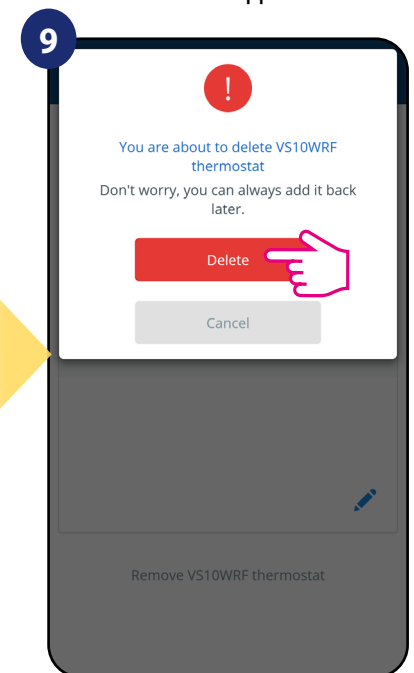 9
!
You are about to delete VS10WRF
thermostat
Don't worry, you can always add it back
later.
Delete
Cancel
Remove VS10WRF thermostat